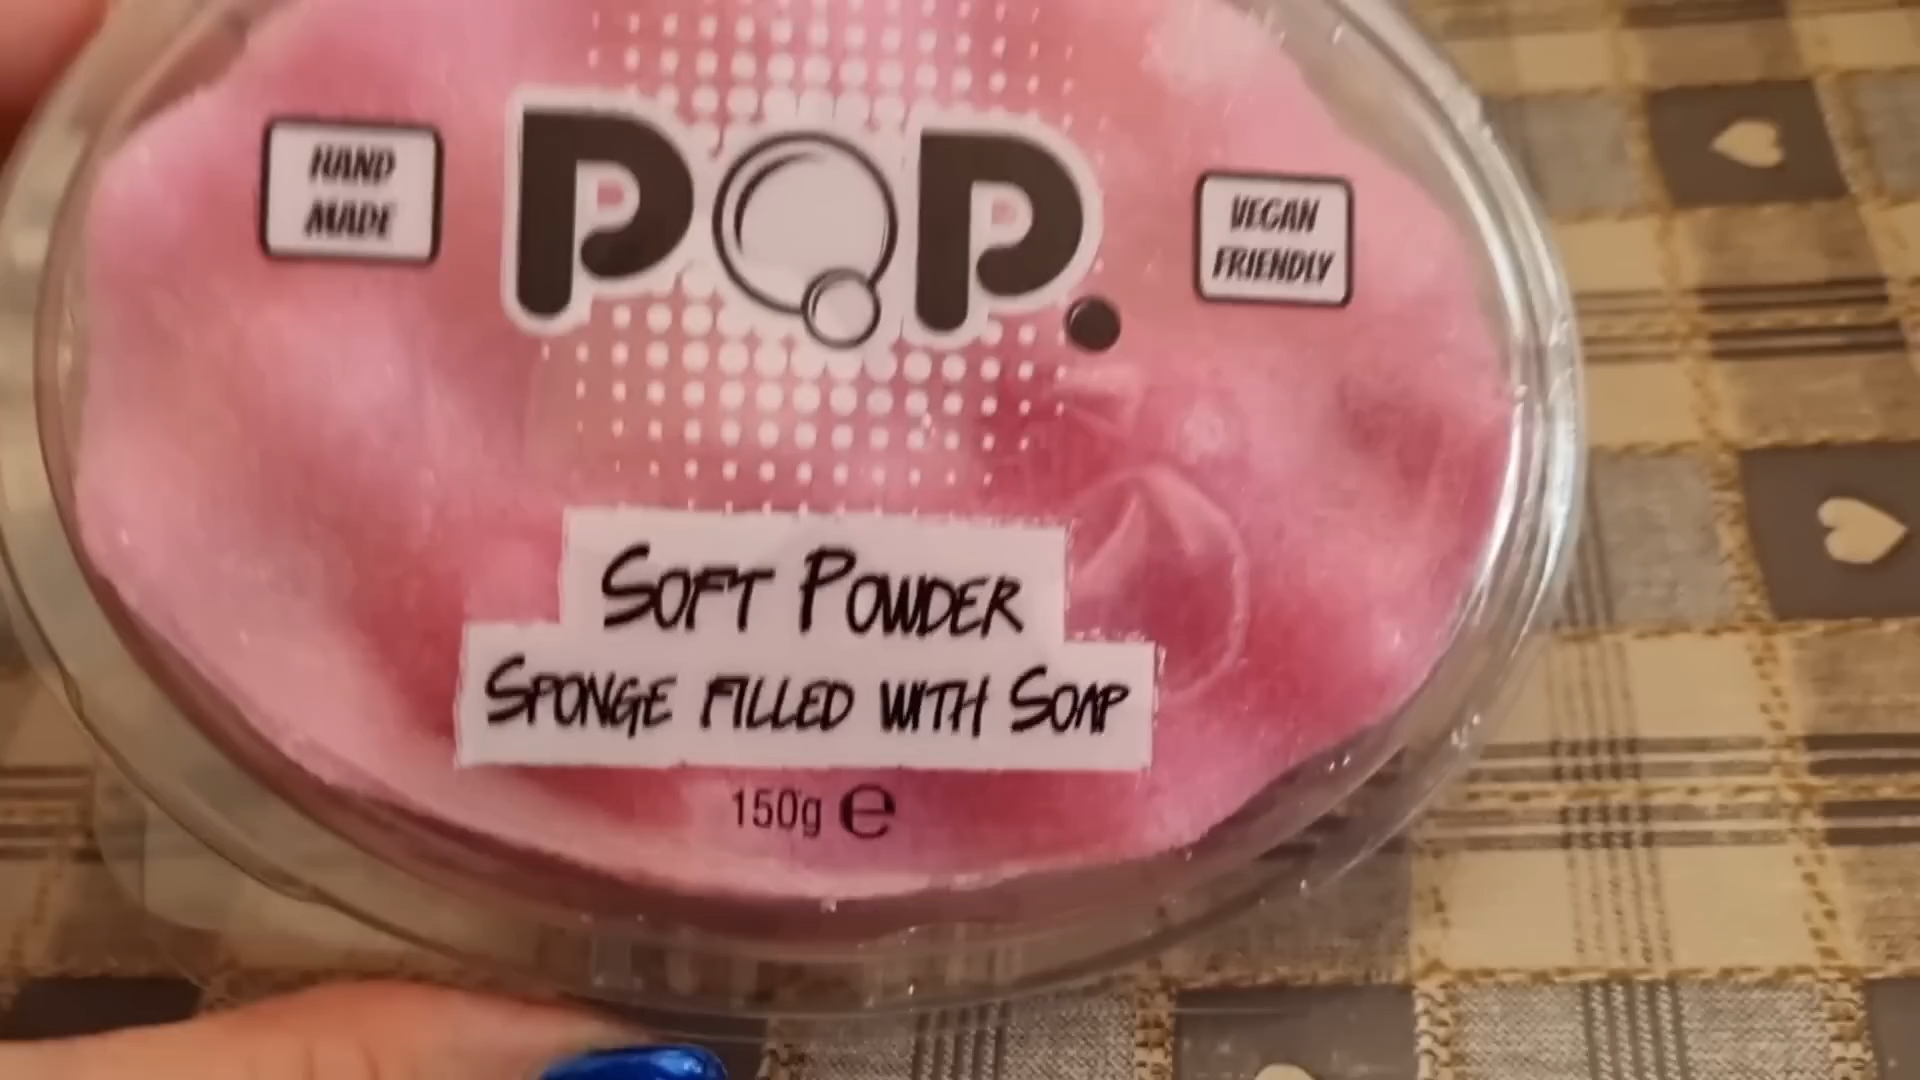 HAND
MADE
POP.
VEGAN
FRIENDLY
SOFT POWDER
SPONGE FILLED WITH SOAP
150g ℮